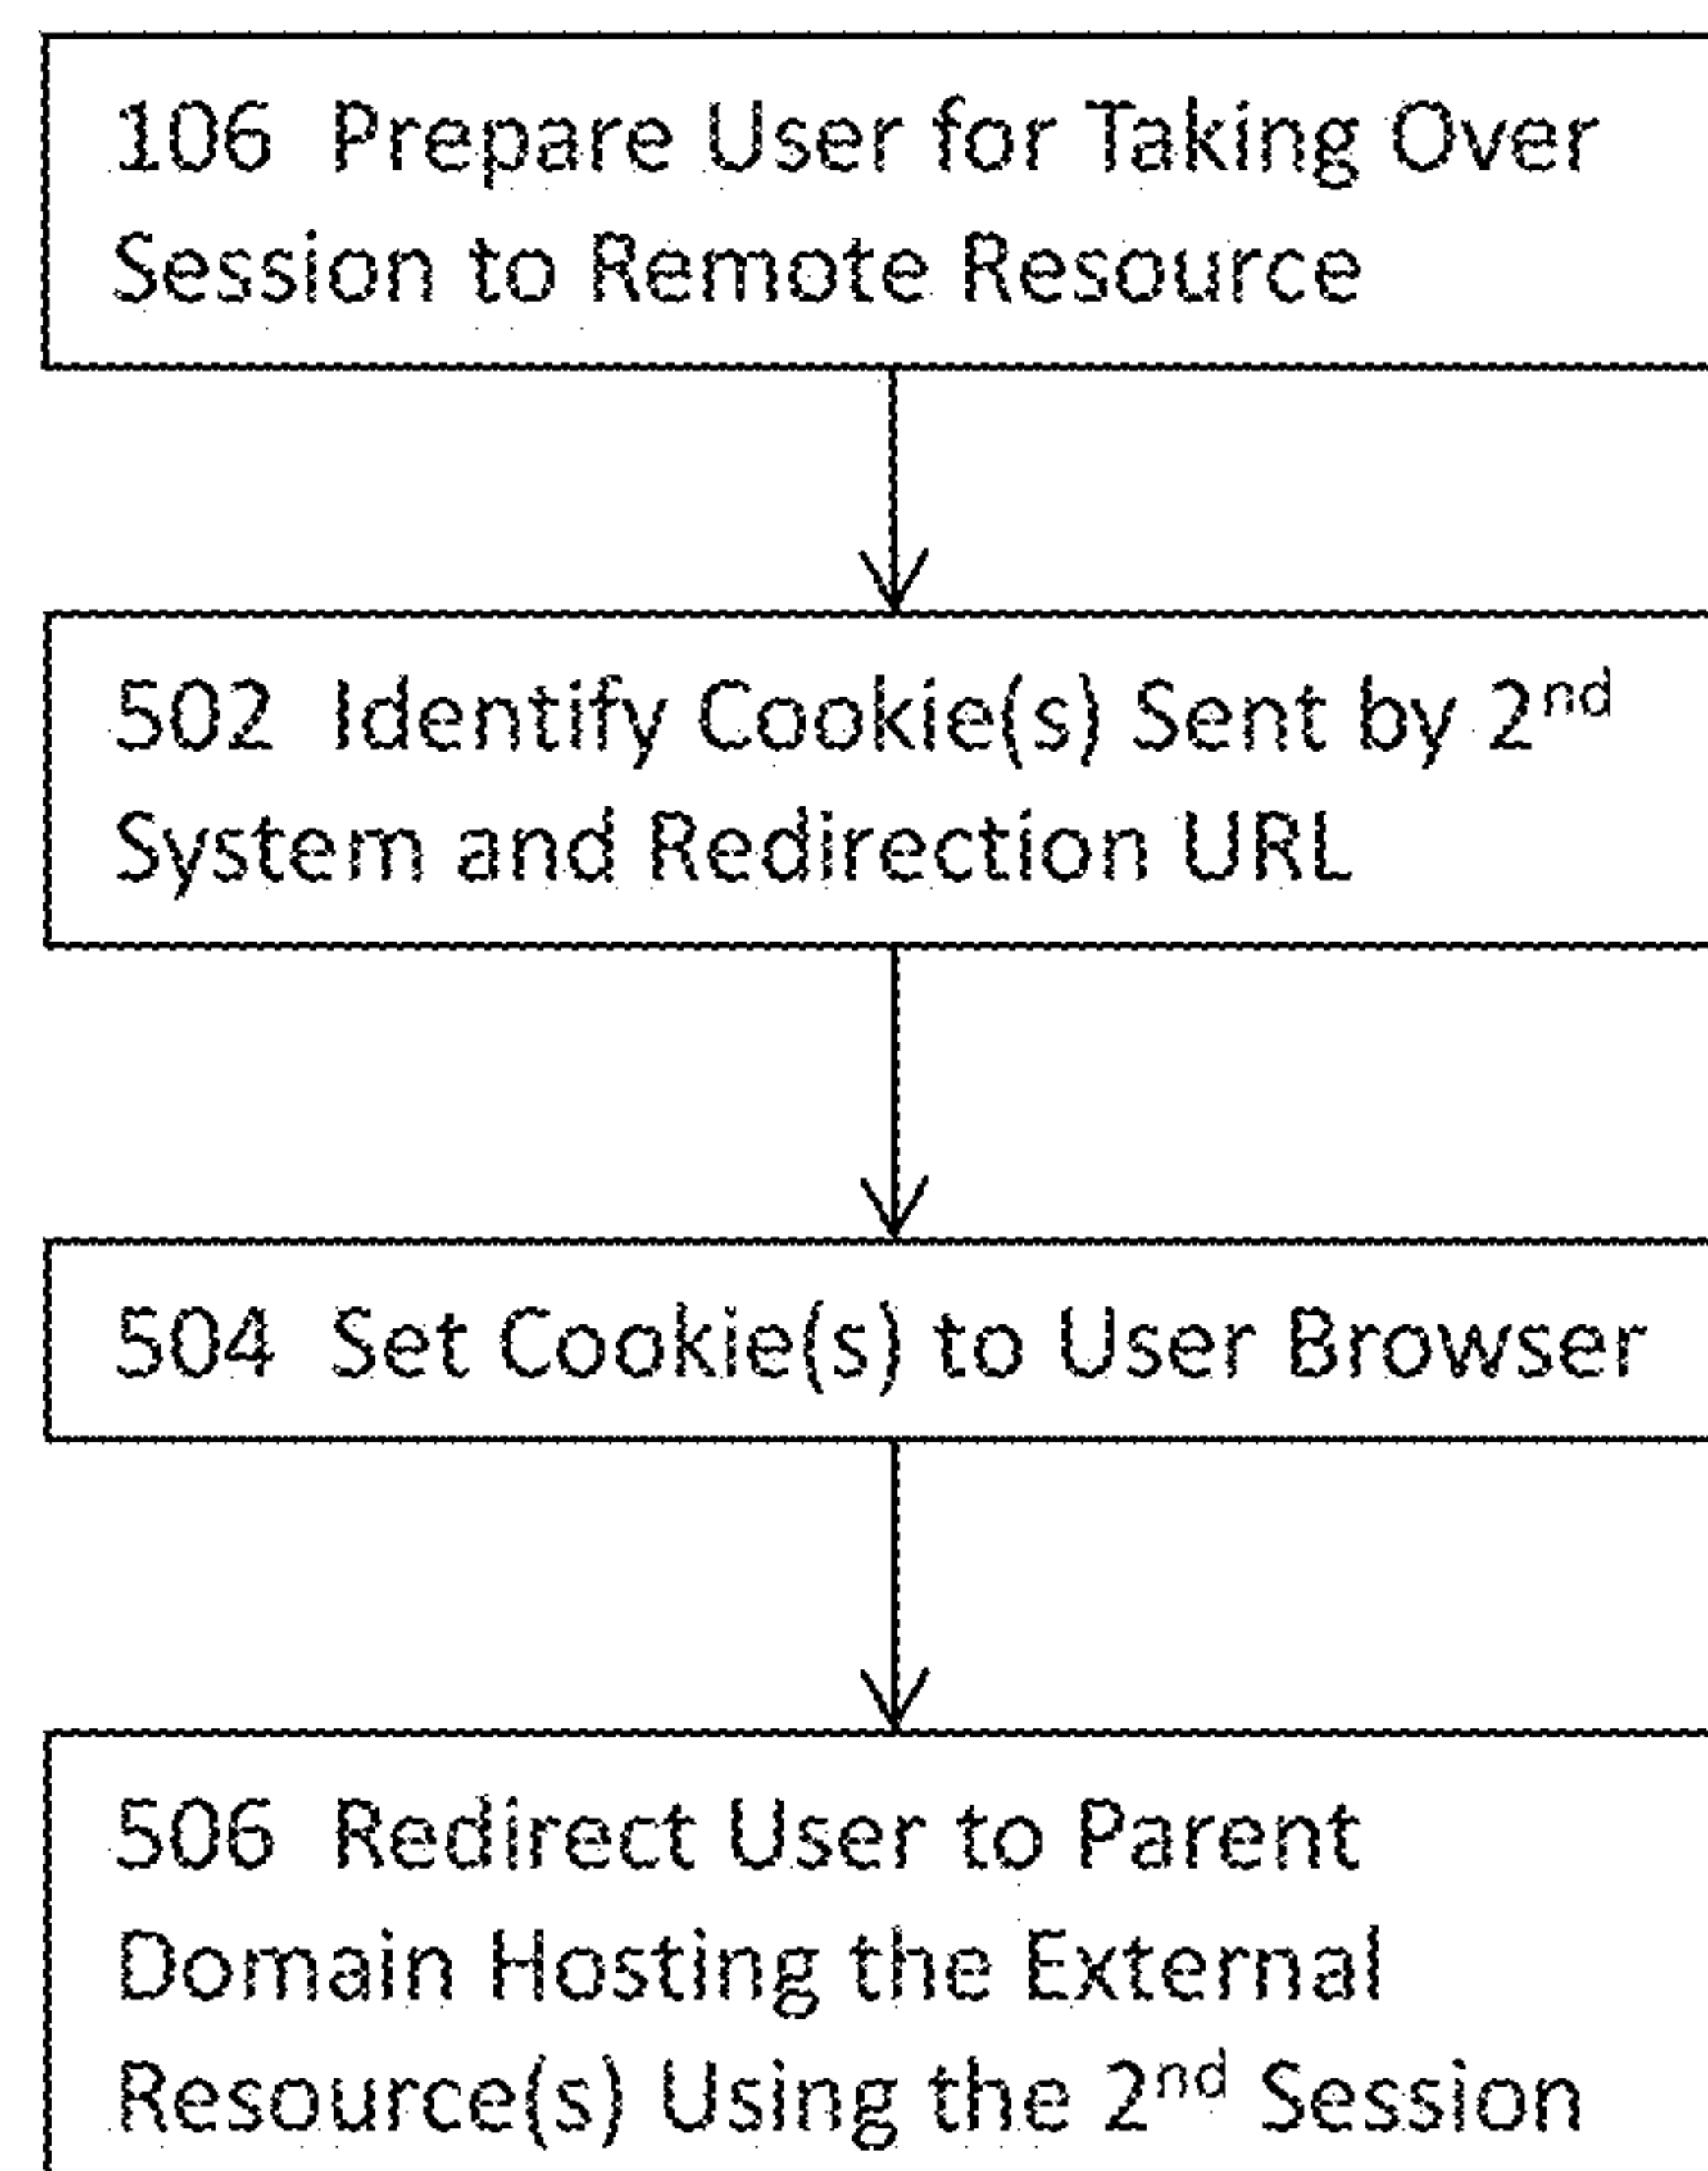 106 Prepare User for Taking Over
Session to Remote Resource
502 Identify Cookie(s) Sent by 2nd
System and Redirection URL
504 Set Cookie(s) to User Browser
506 Redirect User to Parent
Domain Hosting the External
Resource(s) Using the 2nd Session